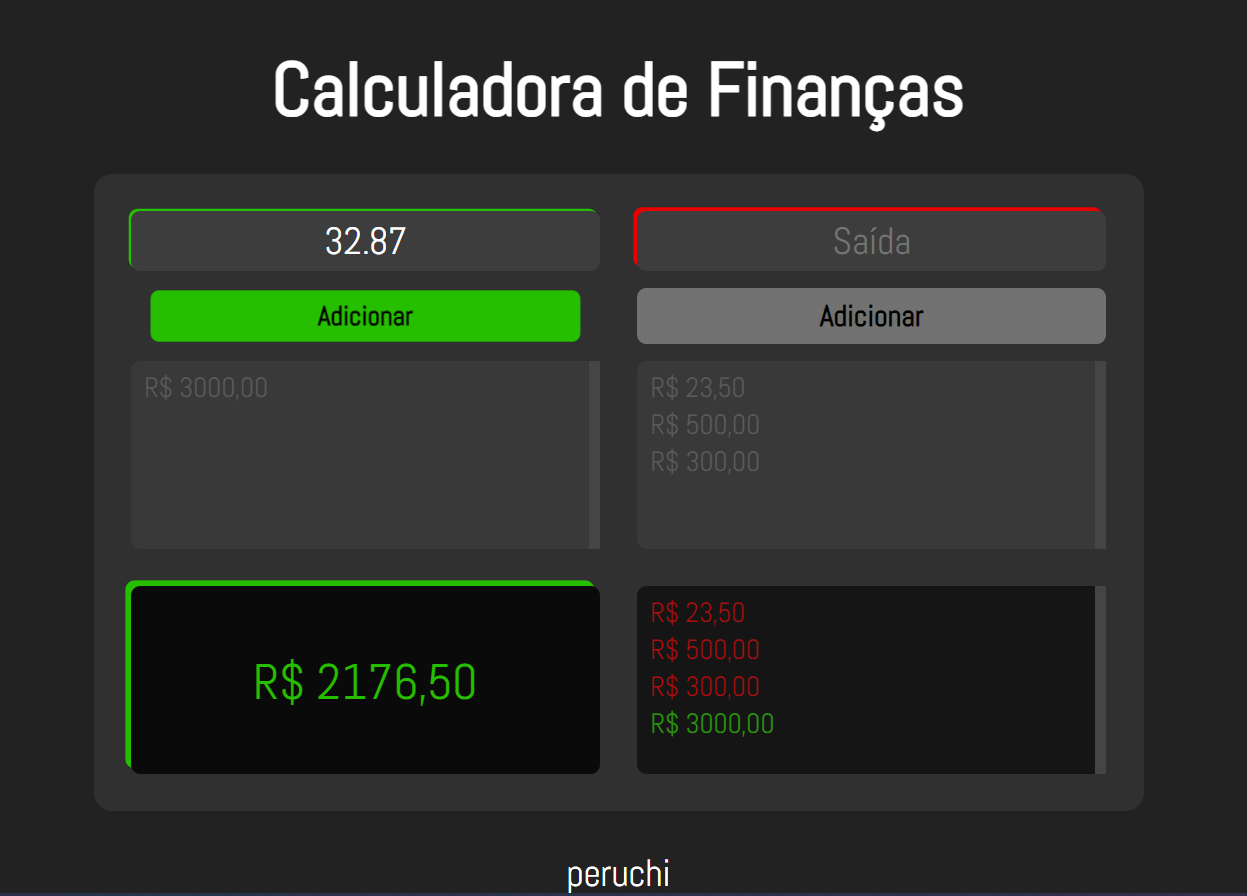 Calculadora de Finanças
32.87
Saída
Adicionar
Adicionar
R$ 3000,00
R$ 23,50
R$ 500,00
R$ 300,00
R$ 2176,50
R$ 23,50
R$ 500,00
R$ 300,00
R$ 3000,00
peruchi